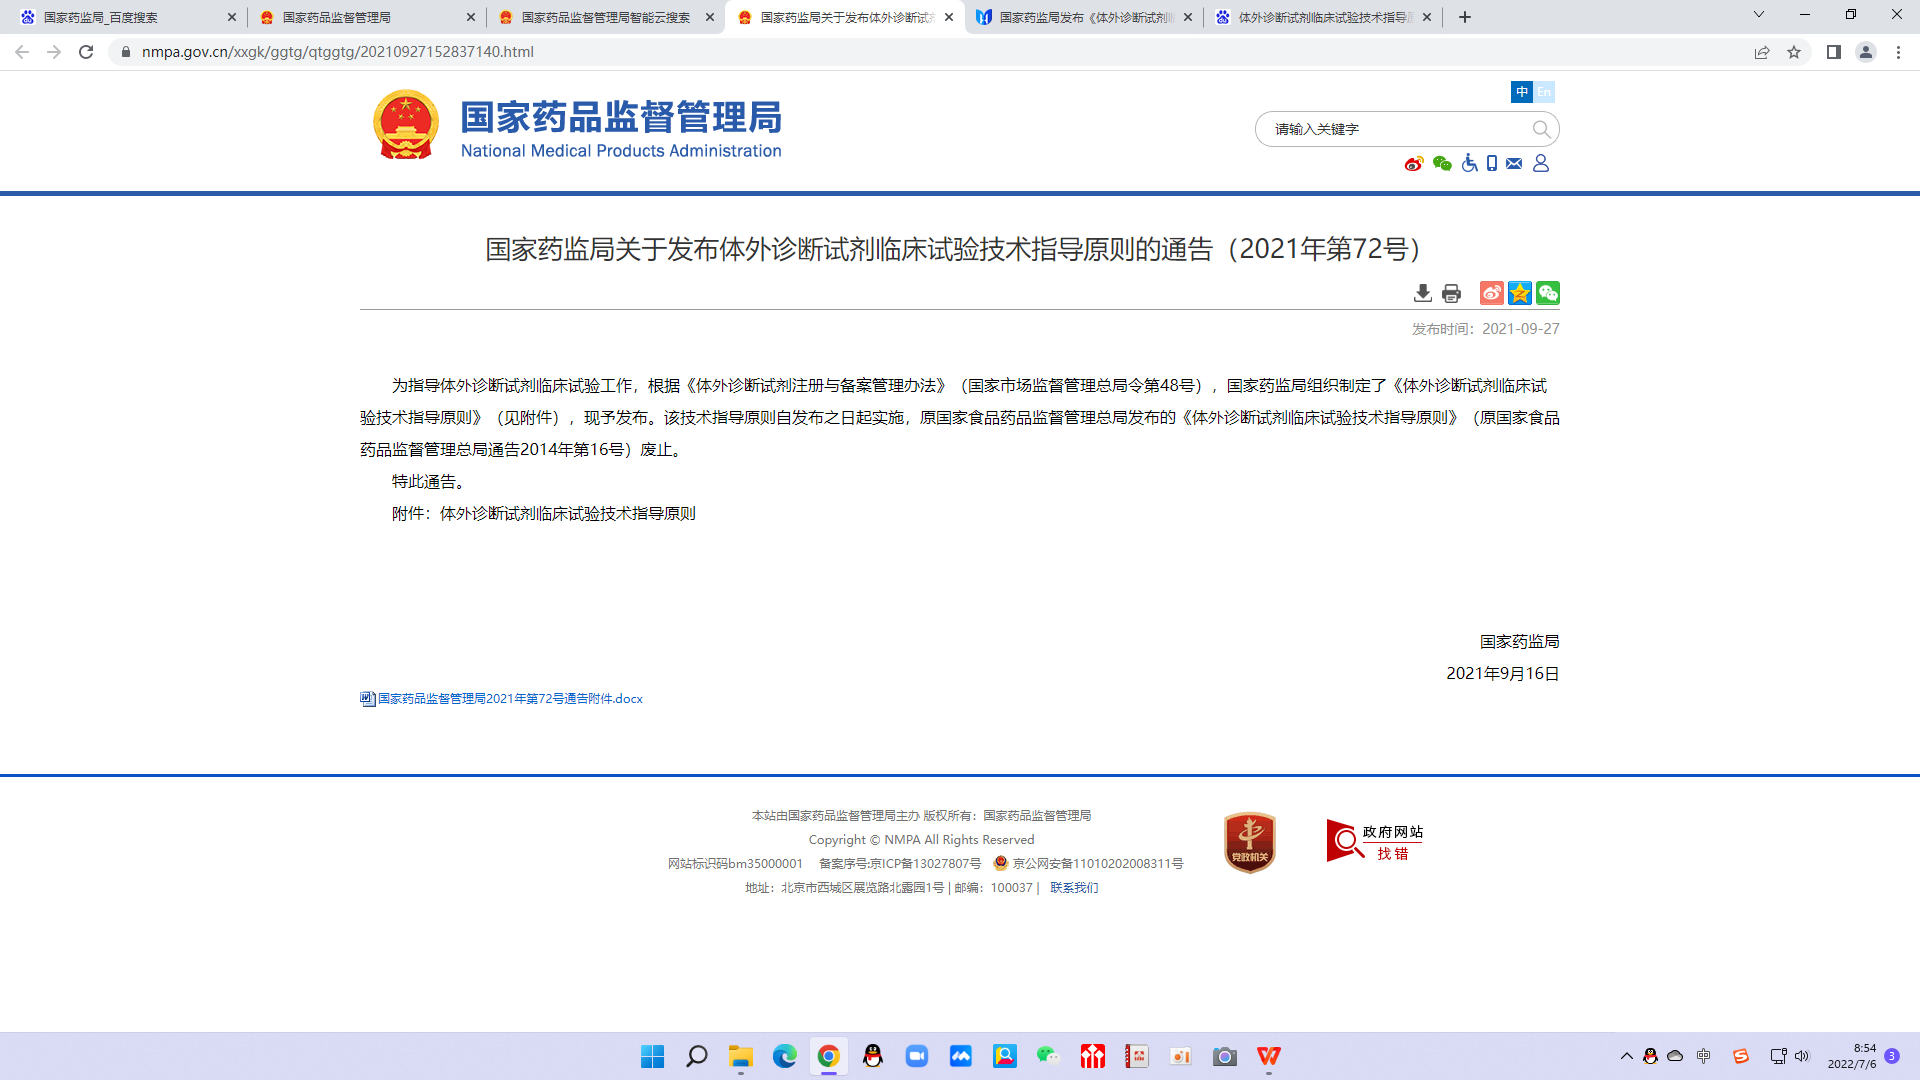 国家药监局_百度搜索
国家药品监督管理局
国家药品监督管理局智能云搜索
国家药监局关于发布体外诊断试
国家药监局发布《体外诊断试剂
体外诊断试剂临床试验技术指导
nmpa.gov.cn/xxgk/ggtg/qtggtg/20210927152837140.html
中 En
国家药品监督管理局
National Medical Products Administration
请输入关键字
国家药监局关于发布体外诊断试剂临床试验技术指导原则的通告（2021年第72号）
发布时间：2021-09-27
为指导体外诊断试剂临床试验工作，根据《体外诊断试剂注册与备案管理办法》（国家市场监督管理总局令第48号），国家药监局组织制定了《体外诊断试剂临床试
验技术指导原则》（见附件），现予发布。该技术指导原则自发布之日起实施，原国家食品药品监督管理总局发布的《体外诊断试剂临床试验技术指导原则》（原国家食品
药品监督管理总局通告2014年第16号）废止。
特此通告。
附件：体外诊断试剂临床试验技术指导原则
国家药监局
2021年9月16日
国家药品监督管理局2021年第72号通告附件.docx
本站由国家药品监督管理局主办 版权所有：国家药品监督管理局
Copyright © NMPA All Rights Reserved
网站标识码bm35000001 备案序号:京ICP备13027807号 京公网安备11010202008311号
地址：北京市西城区展览路北露园1号 | 邮编：100037 | 联系我们
党政机关
政府网站
找错
中
8:54
2022/7/6
3